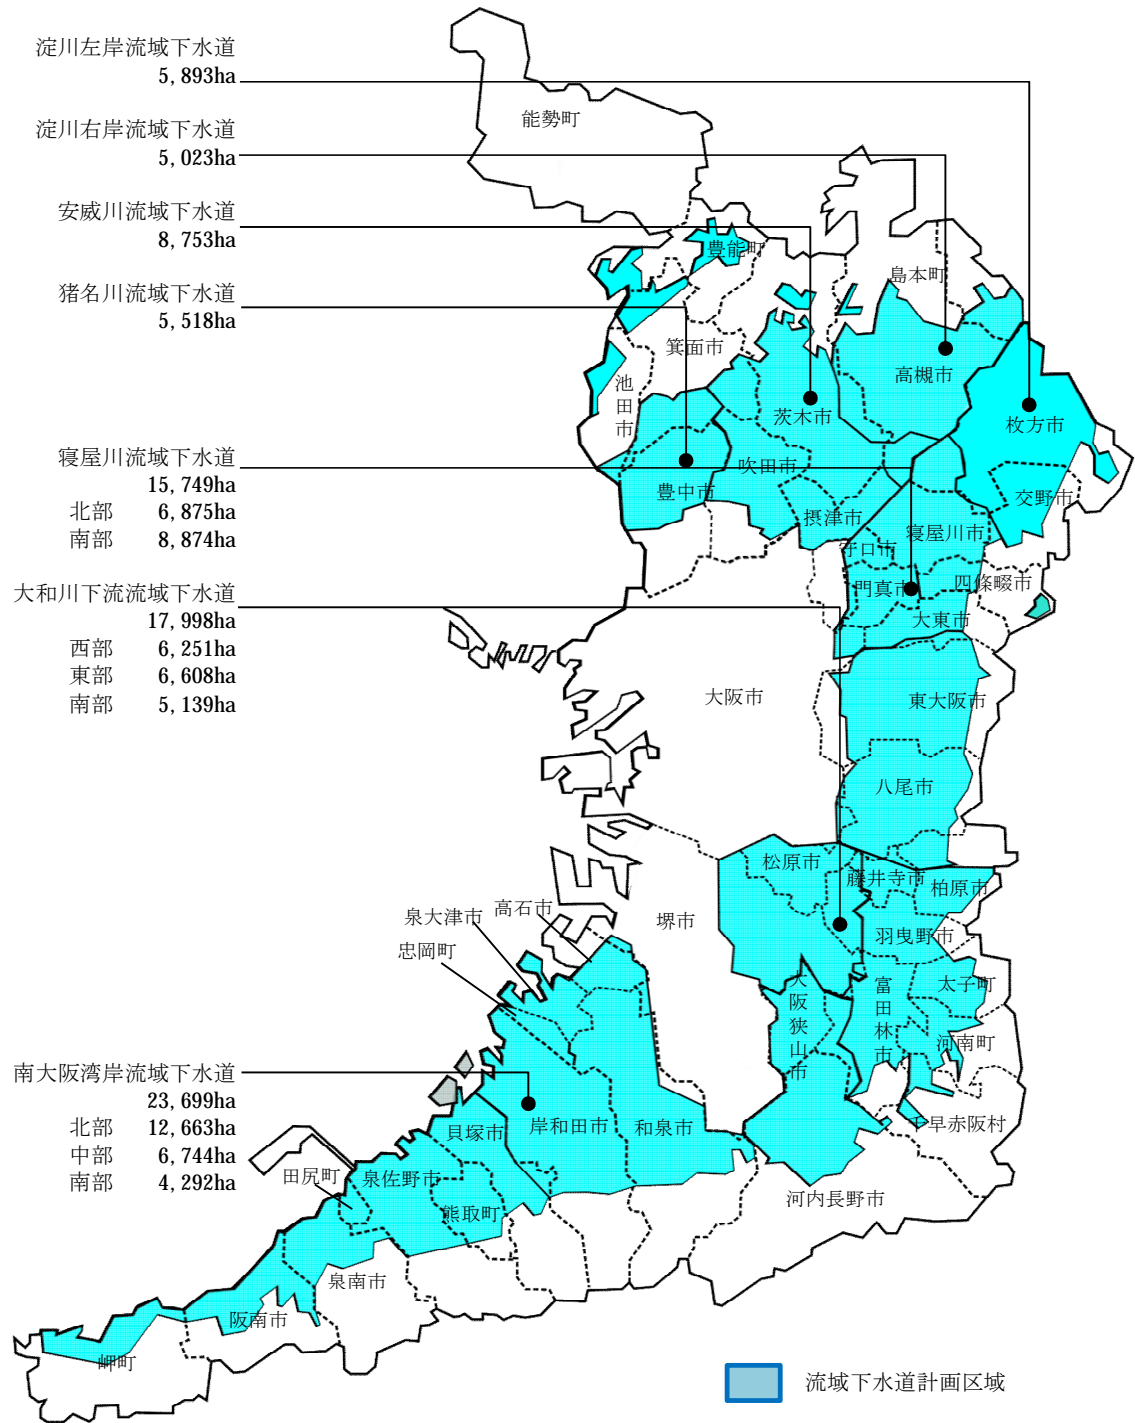 淀川左岸流域下水道
5,893ha
淀川右岸流域下水道
5,023ha
安威川流域下水道
8,753ha
猪名川流域下水道
5,518ha
寝屋川流域下水道
15,749ha
北部 6,875ha
南部 8,874ha
大和川下流流域下水道
17,998ha
西部 6,251ha
東部 6,608ha
南部 5,139ha
南大阪湾岸流域下水道
23,699ha
北部 12,663ha
中部 6,744ha
南部 4,292ha
能勢町
豊能町
島本町
箕面市
池田市
高槻市
茨木市
枚方市
吹田市
豊中市
交野市
摂津市
寝屋川市
守口市
門真市
四條畷市
大東市
大阪市
東大阪市
八尾市
松原市
藤井寺市
柏原市
高石市
泉大津市
忠岡町
堺市
羽曳野市
大阪狭山市
富田林市
太子町
河南町
千早赤阪村
岸和田市
和泉市
貝塚市
田尻町
泉佐野市
熊取町
河内長野市
泉南市
阪南市
岬町
流域下水道計画区域